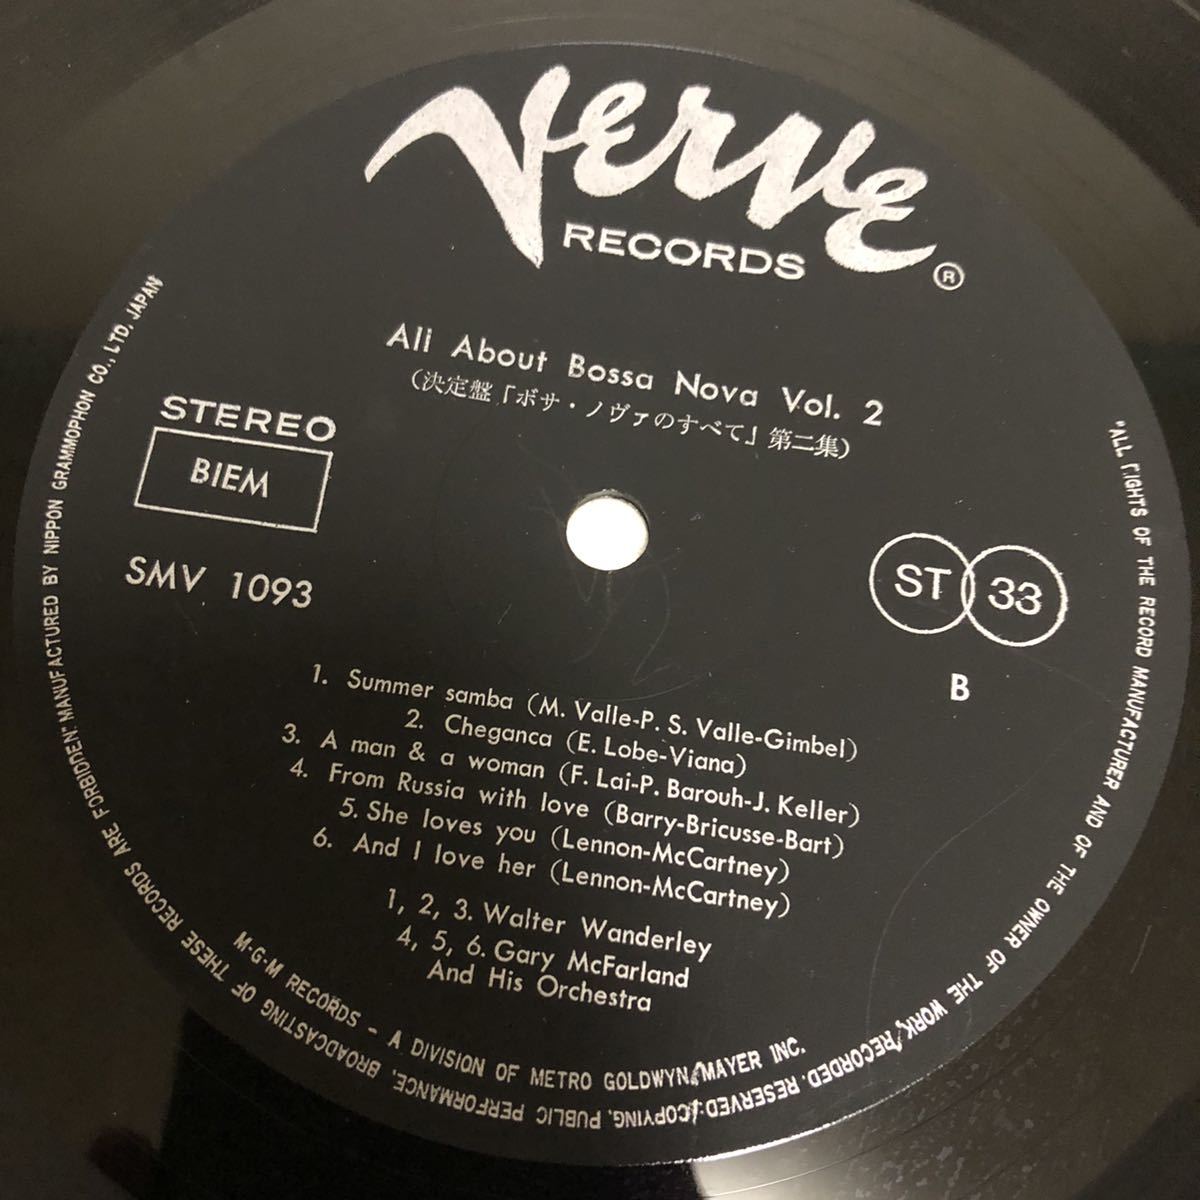 Verve
RECORDS
®
All About Bossa Nova Vol. 2
(決定盤「ボサ・ノヴァのすべて」第二集)
STEREO
BIEM
SMV 1093
ST 33
B
1. Summer samba (M. Valle-P. S. Valle-Gimbel)
2. Cheganca (E. Lobe-Viana)
3. A man & a woman (F. Lai-P. Barouh-J. Keller)
4. From Russia with love (Barry-Bricusse-Bart)
5. She loves you (Lennon-McCartney)
6. And I love her (Lennon-McCartney)
1, 2, 3. Walter Wanderley
4, 5, 6. Gary McFarland
And His Orchestra
M-G-M RECORDS - A DIVISION OF METRO GOLDWYN/MAYER INC.
"ALL RIGHTS OF THE RECORD MANUFACTURER AND OF THE OWNER OF THE WORK, RECORDED. RESERVED. COPYING, PUBLIC PERFORMANCE, BROADCASTING OF THESE RECORDS ARE FORBIDDEN" MANUFACTURED BY NIPPON GRAMMOPHON CO., LTD, JAPAN